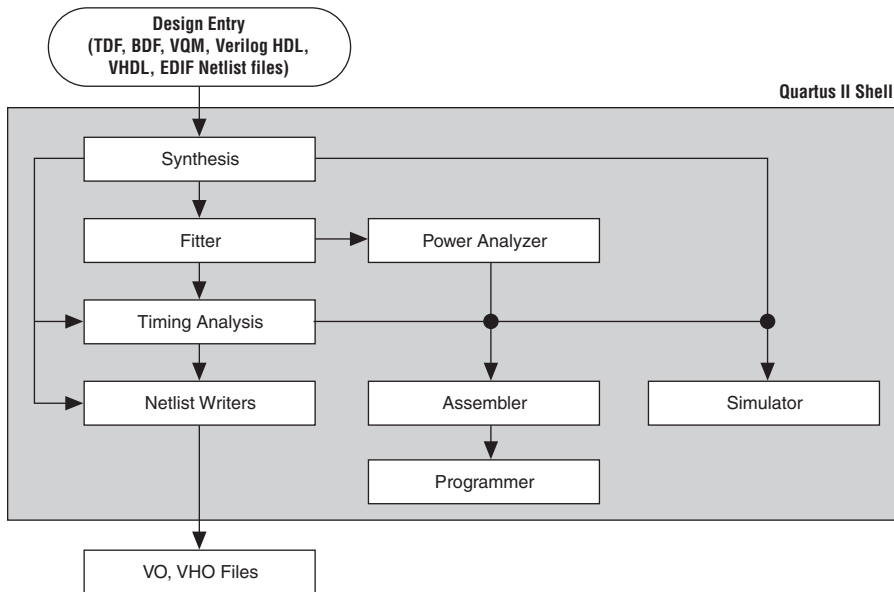 Design Entry
(TDF, BDF, VQM, Verilog HDL,
VHDL, EDIF Netlist files)
Quartus II Shell
Synthesis
Fitter
Power Analyzer
Timing Analysis
Netlist Writers
Assembler
Simulator
Programmer
VO, VHO Files